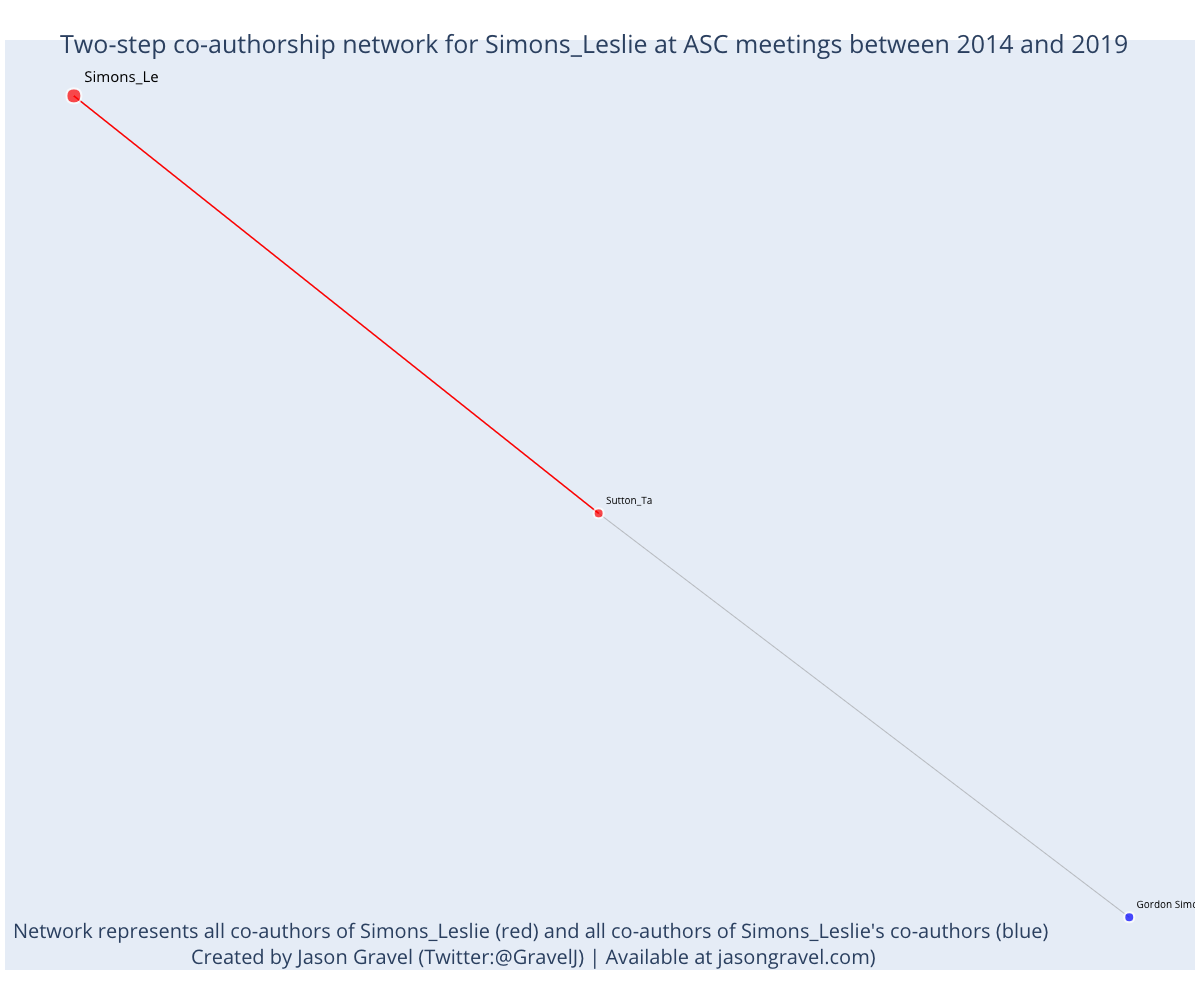 Two-step co-authorship network for Simons_Leslie at ASC meetings between 2014 and 2019
Simons_Le
Sutton_Ta
Gordon Simo
Network represents all co-authors of Simons_Leslie (red) and all co-authors of Simons_Leslie's co-authors (blue)
Created by Jason Gravel (Twitter:@GravelJ) | Available at jasongravel.com)